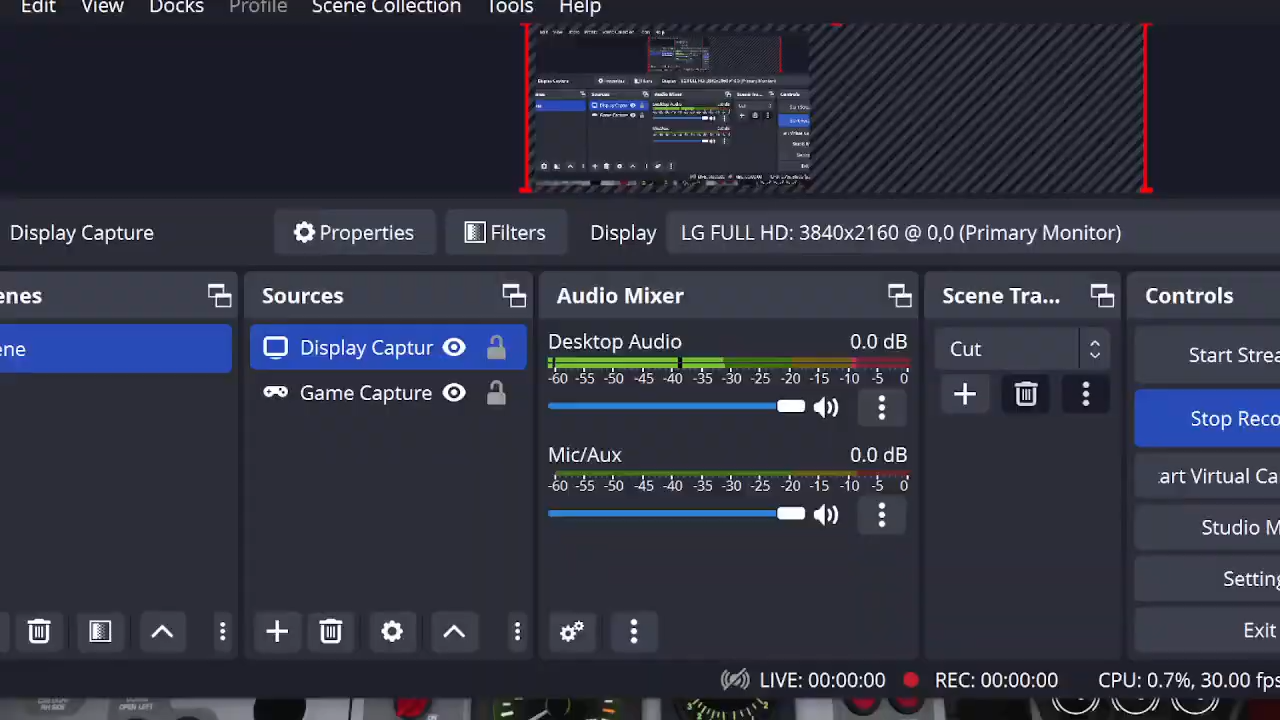 Edit View Docks Profile Scene Collection Tools Help
Display Capture Properties Filters Display LG FULL HD: 3840x2160 @ 0,0 (Primary Monitor)
enes Sources Audio Mixer Scene Tra... Controls
ene
Display Captur
Game Capture
Desktop Audio 0.0 dB
-60 -55 -50 -45 -40 -35 -30 -25 -20 -15 -10 -5 0
Mic/Aux 0.0 dB
-60 -55 -50 -45 -40 -35 -30 -25 -20 -15 -10 -5 0
Cut
Start Strea
Stop Reco
art Virtual Ca
Studio M
Setting
Exit
LIVE: 00:00:00 REC: 00:00:00 CPU: 0.7%, 30.00 fps
OPEN LEFT